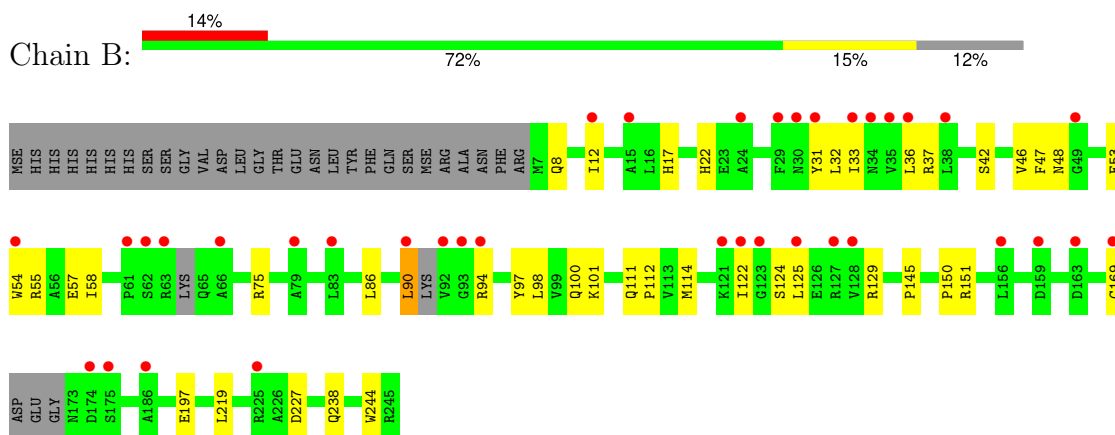 14%
Chain B:
72% 15% 12%
MSE HIS HIS HIS HIS HIS HIS SER SER GLY VAL ASP LEU GLY THR GLU ASN LEU TYR PHE GLN SER MSE ARG ALA ASN PHE ARG M7 Q8 I12 A15 L16 H17 H22 E23 A24 F29 N30 Y31 L32 I33 N34 V35 L36 R37 L38 S42 V46 F47 N48 G49
W54 R55 A56 E57 I58 P61 S62 R63 LYS Q65 A66 R75 A79 L83 L86 L90 LYS V92 G93 R94 Y97 L98 V99 Q100 K101 Q111 P112 V113 M114 K121 I122 G123 S124 L125 E126 R127 V128 R129 P145 P150 R151 L156 D159 D163
ASP GLU GLY N173 D174 S175 A186 E197 L219 R225 A226 D227 Q238 W244 R245